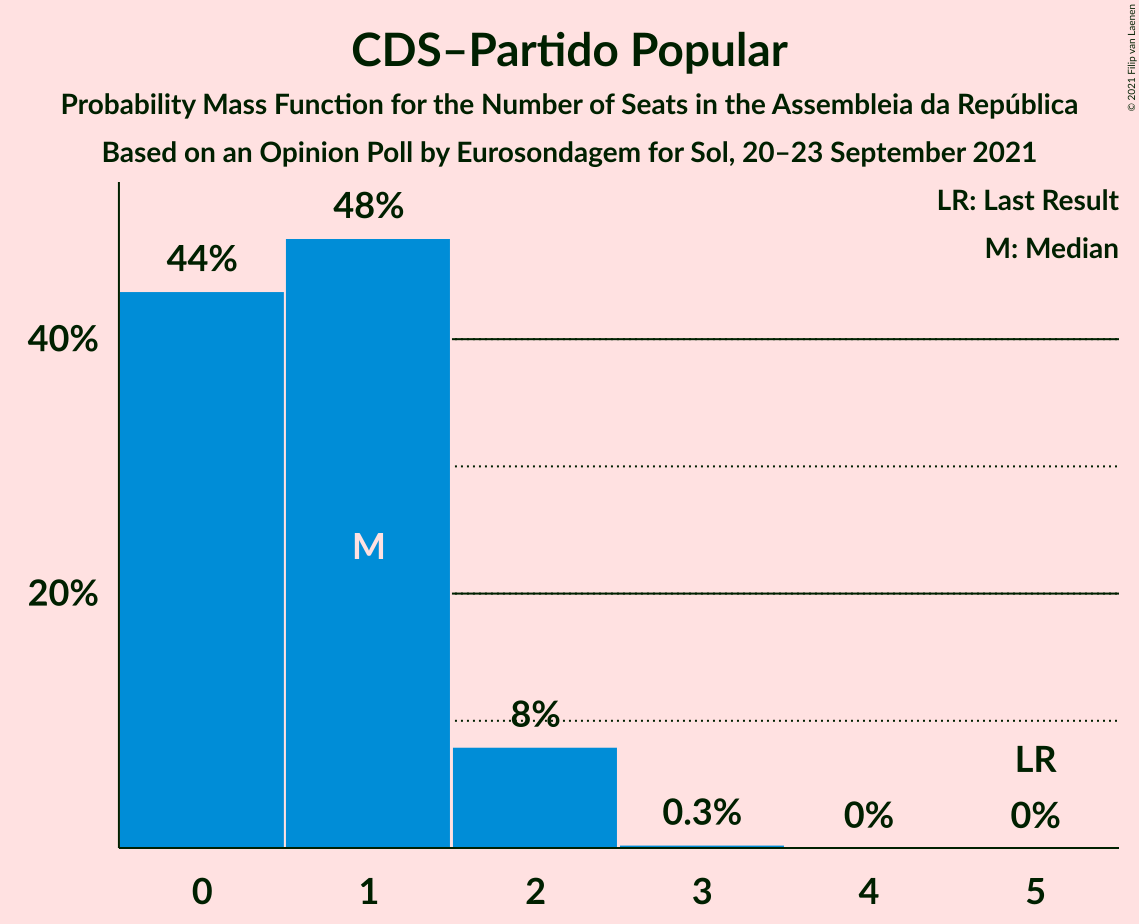 CDS–Partido Popular
Probability Mass Function for the Number of Seats in the Assembleia da República
Based on an Opinion Poll by Eurosondagem for Sol, 20–23 September 2021
© 2021 Filip van Laenen
LR: Last Result
M: Median
48%
44%
40%
M
20%
8%
LR
0.3%
0%
0%
0
1
2
3
4
5